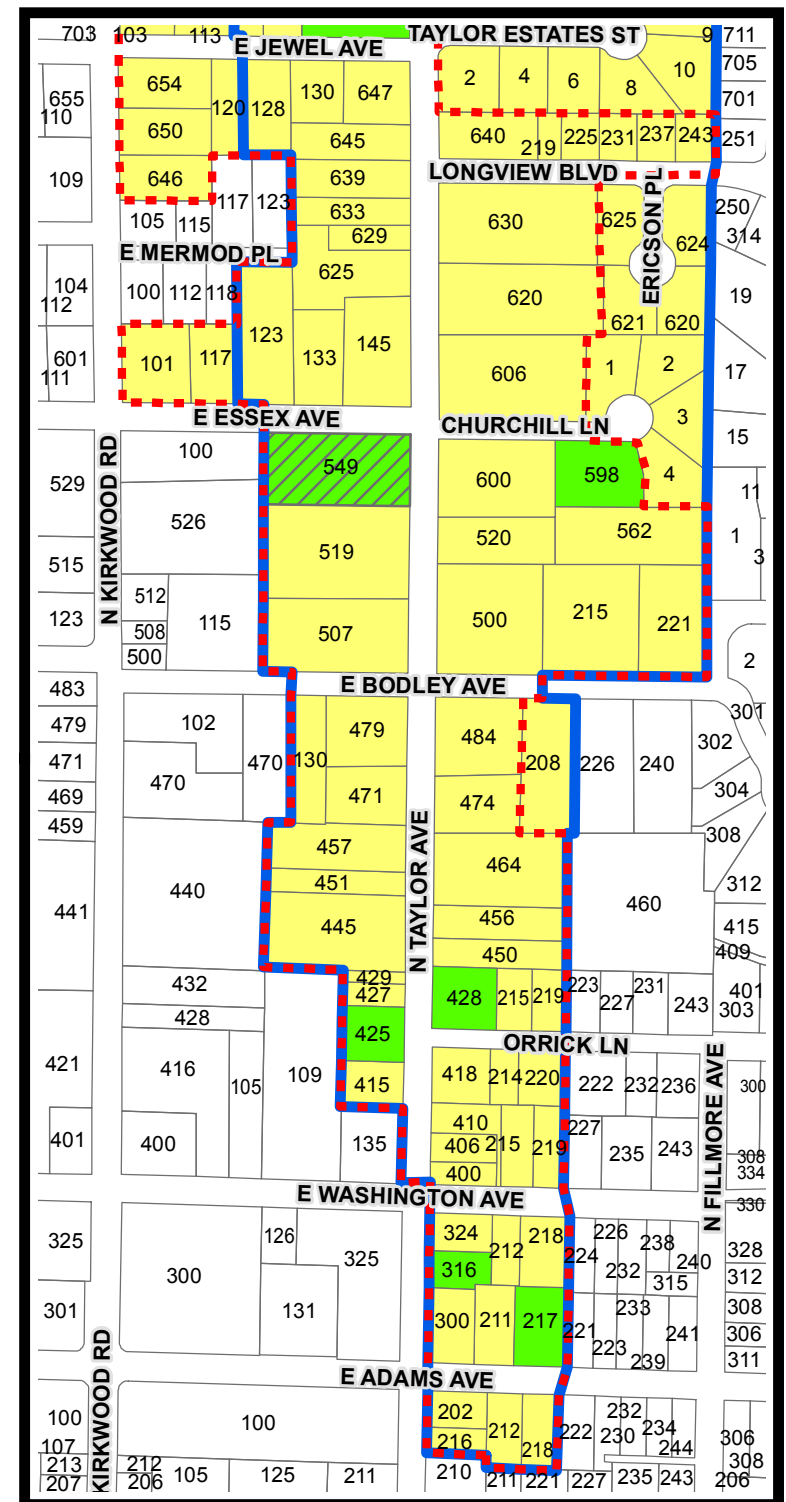 703 103 113 TAYLOR ESTATES ST 9 711
E JEWEL AVE
654 120 128 130 647 2 4 6 8 10 705
655 701
110 650 645 640 219 225 231 237 243 251
109 646 639 LONGVIEW BLVD
117 123 633 630 625 ERICSON PL 624 250
105 115 629 314
E MERMOD PL 625
104 100 112 118 620 19
112 123 133 145 621 620
601 101 117 606 1 2 17
111 3
E ESSEX AVE CHURCHILL LN 15
N KIRKWOOD RD 100 549 600 598 4
529 526 519 520 562 11
515 1 3
512 115 507 500 215 221
123 508
500 2
483 E BODLEY AVE
479 102 130 479 484 208 226 240 302 301
471 470 470 471 474 304
469 N TAYLOR AVE 308
459 457 464
441 440 451 460 312
445 456 415
450 409
432 429 428 215 219 223 227 231 243 401
427 303
428 425 ORRICK LN
421 416 105 109 415 418 214 220 222 232 236 N FILLMORE AVE 300
401 400 135 410 215 219 227 235 243 308
406 334
400
E WASHINGTON AVE 330
325 300 126 325 324 212 218 224 226 232 238 240 328
316 315 312
301 131 300 211 217 221 223 233 239 241 308
306
311
E ADAMS AVE
KIRKWOOD RD
100 100 202 212 218 222 232 230 234 244 306
107 216 308
213 212 105 125 211 210 211 221 227 235 243 206
207 206